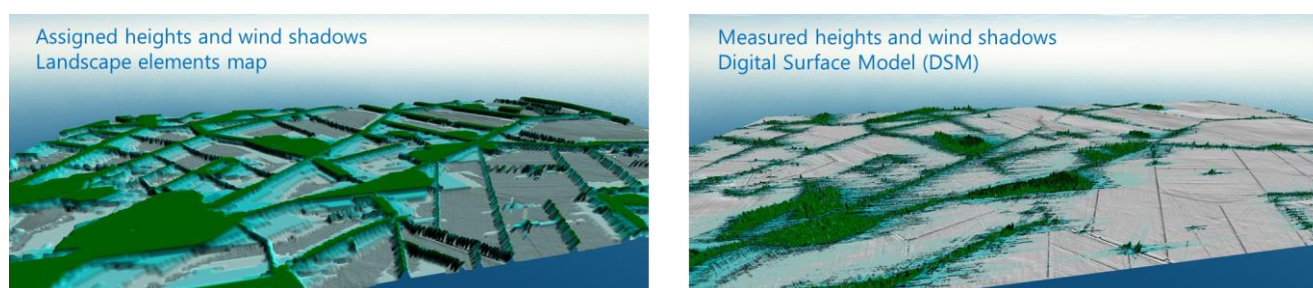 Assigned heights and wind shadows
Landscape elements map
Measured heights and wind shadows
Digital Surface Model (DSM)